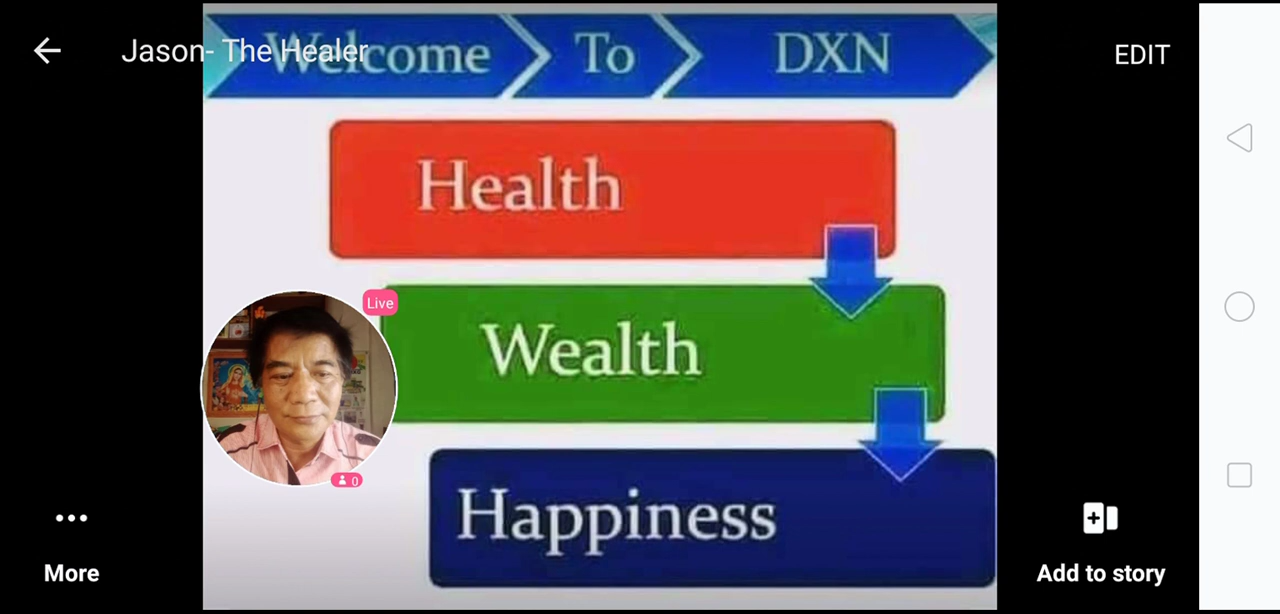 Jason- The Healer
Welcome To DXN
EDIT
Health
Live
Wealth
0
Happiness
More
Add to story